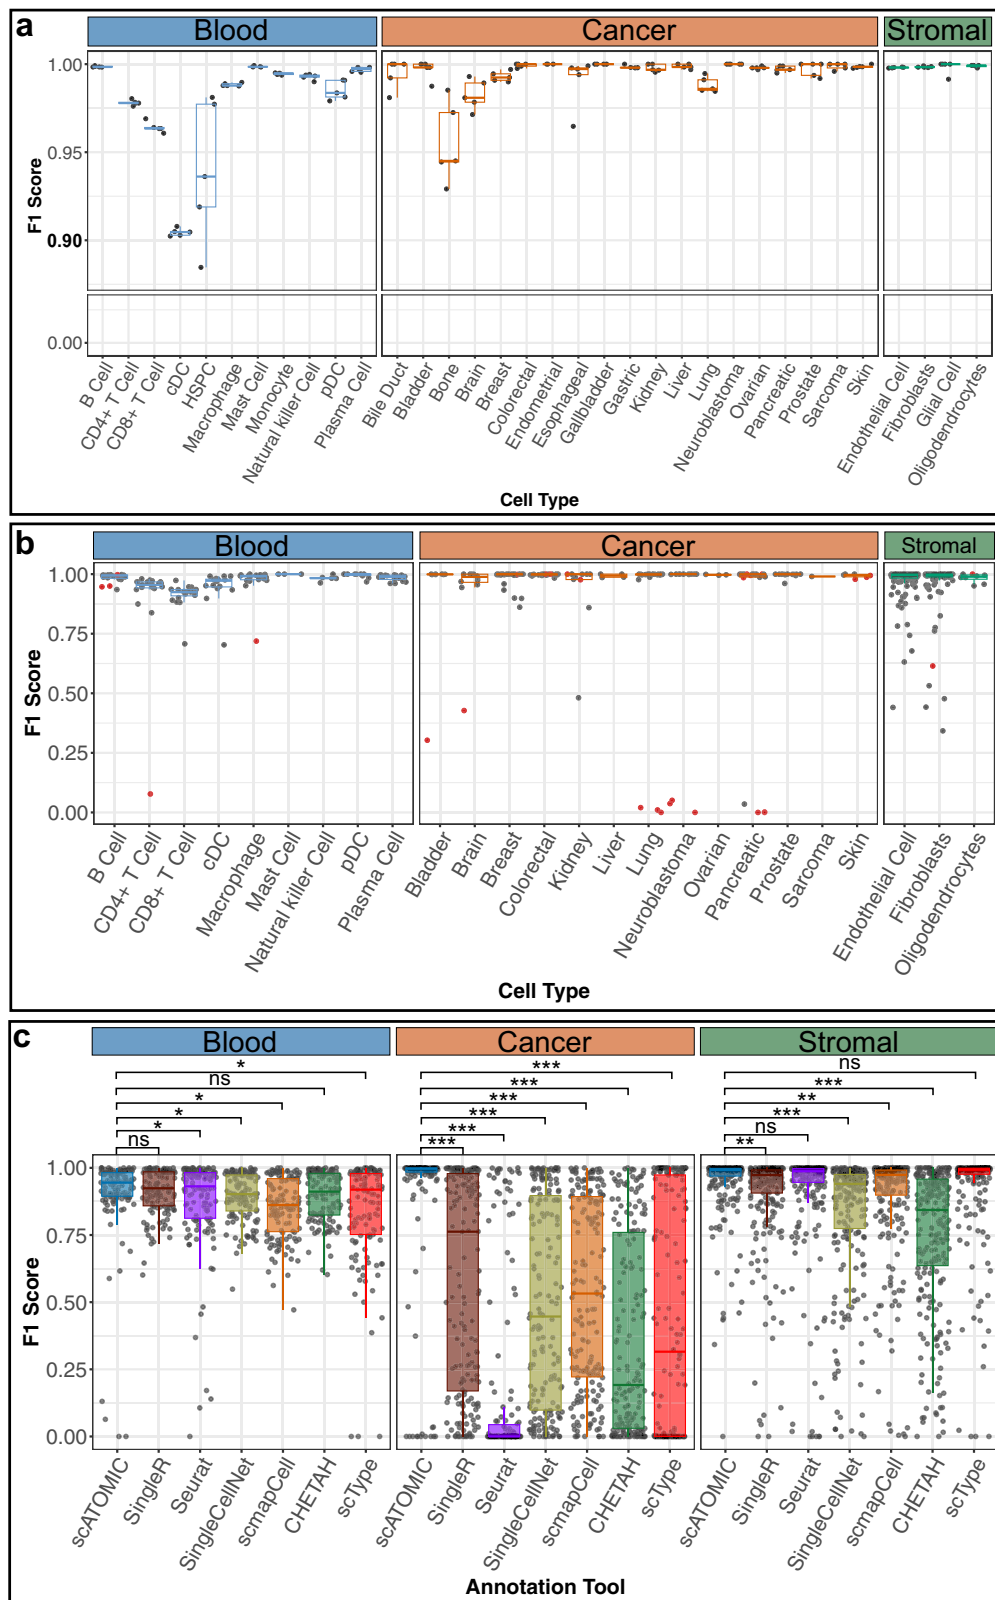 a
Blood
Cancer
Stromal
1.00
0.95
0.90
0.00
F1 Score
B Cell
CD4+ T Cell
CD8+ T Cell
cDC
HSPC
Macrophage
Mast Cell
Monocyte
Natural killer Cell
pDC
Plasma Cell
Bile Duct
Bladder
Bone
Brain
Breast
Colorectal
Endometrial
Esophageal
Gallbladder
Gastric
Kidney
Liver
Lung
Neuroblastoma
Ovarian
Pancreatic
Prostate
Sarcoma
Skin
Endothelial Cell
Fibroblasts
Glial Cell
Oligodendrocytes
Cell Type
b
Blood
Cancer
Stromal
1.00
0.75
0.50
0.25
0.00
F1 Score
B Cell
CD4+ T Cell
CD8+ T Cell
cDC
Macrophage
Mast Cell
Natural killer Cell
pDC
Plasma Cell
Bladder
Brain
Breast
Colorectal
Kidney
Liver
Lung
Neuroblastoma
Ovarian
Pancreatic
Prostate
Sarcoma
Skin
Endothelial Cell
Fibroblasts
Oligodendrocytes
Cell Type
c
Blood
Cancer
Stromal
*
ns
*
*
*
ns
***
***
***
***
***
***
ns
***
**
***
ns
**
1.00
0.75
0.50
0.25
0.00
F1 Score
scATOMIC
SingleR
Seurat
SingleCellNet
scmapCell
CHETAH
scType
scATOMIC
SingleR
Seurat
SingleCellNet
scmapCell
CHETAH
scType
scATOMIC
SingleR
Seurat
SingleCellNet
scmapCell
CHETAH
scType
Annotation Tool